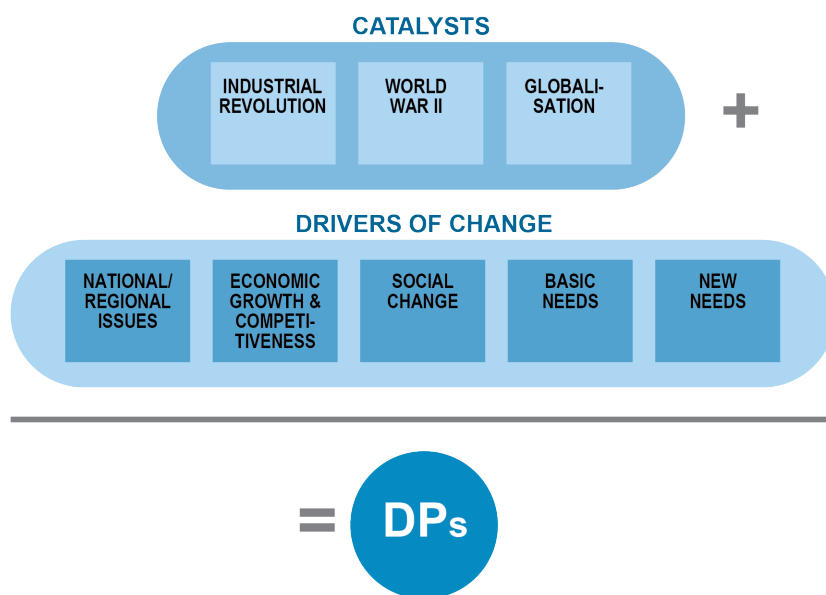 CATALYSTS
INDUSTRIAL
REVOLUTION
WORLD
WAR II
GLOBALI-
SATION
+
DRIVERS OF CHANGE
NATIONAL/
REGIONAL
ISSUES
ECONOMIC
GROWTH &
COMPETI-
TIVENESS
SOCIAL
CHANGE
BASIC
NEEDS
NEW
NEEDS
= DPs